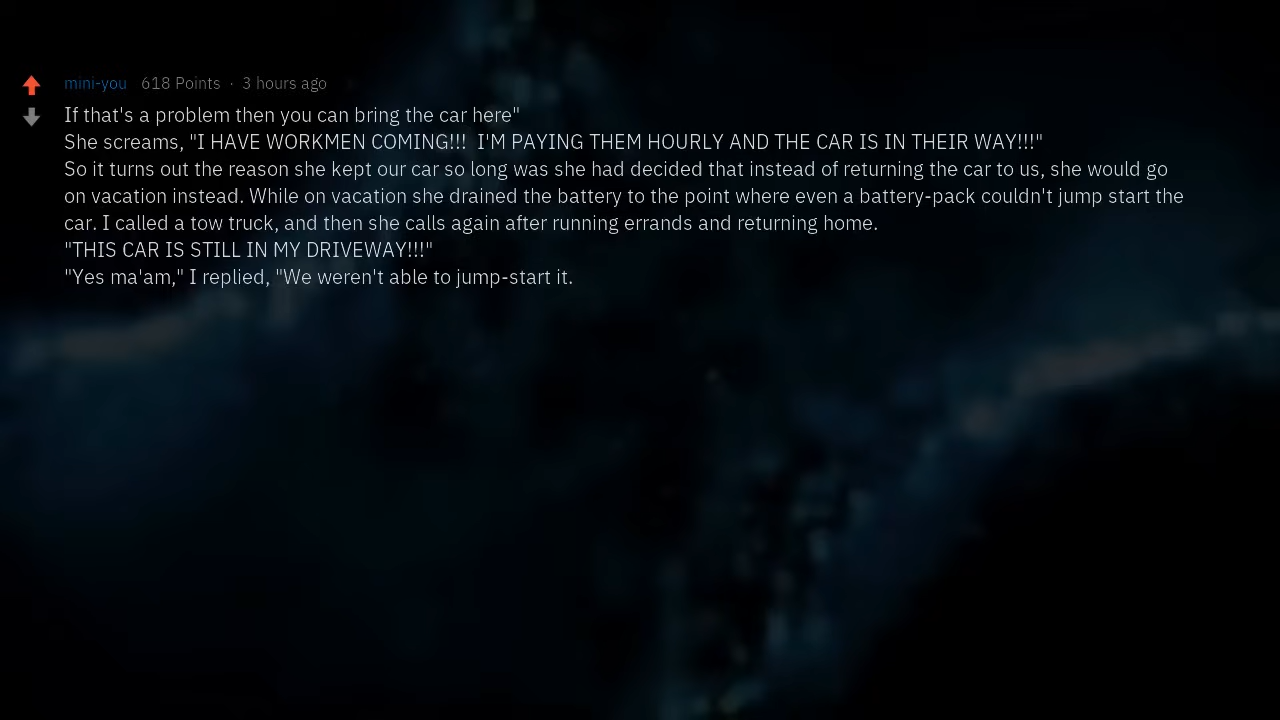 mini-you 618 Points · 3 hours ago
If that's a problem then you can bring the car here"
She screams, "I HAVE WORKMEN COMING!!!  I'M PAYING THEM HOURLY AND THE CAR IS IN THEIR WAY!!!"
So it turns out the reason she kept our car so long was she had decided that instead of returning the car to us, she would go
on vacation instead. While on vacation she drained the battery to the point where even a battery-pack couldn't jump start the
car. I called a tow truck, and then she calls again after running errands and returning home.
"THIS CAR IS STILL IN MY DRIVEWAY!!!"
"Yes ma'am," I replied, "We weren't able to jump-start it.